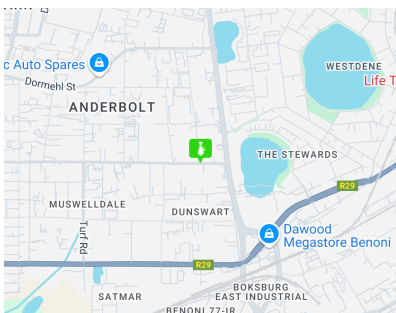 WESTDENE
c Auto Spares
Life T
Dormehl St
ANDERBOLT
THE STEWARDS
R29
MUSWELLDALE
DUNSWART
Turf Rd
Dawood
Megastore Benoni
R29
BOKSBURG
EAST INDUSTRIAL
SATMAR
BENONI 77-IR